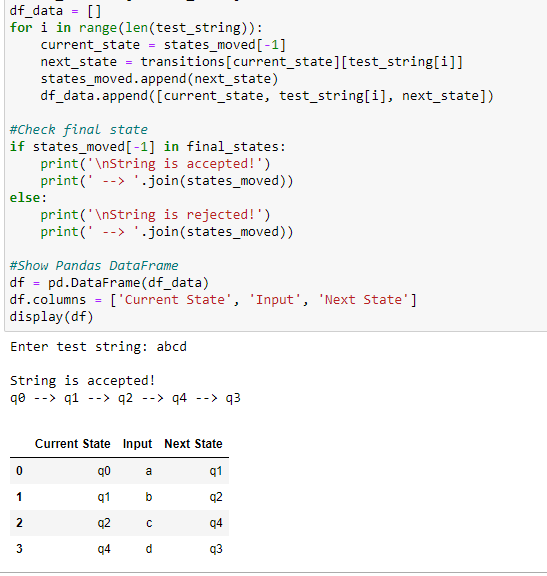 df_data = []
for i in range(len(test_string)):
    current_state = states_moved[-1]
    next_state = transitions[current_state][test_string[i]]
    states_moved.append(next_state)
    df_data.append([current_state, test_string[i], next_state])
#Check final state
if states_moved[-1] in final_states:
    print('\nString is accepted!')
    print(' --> '.join(states_moved))
else:
    print('\nString is rejected!')
    print(' --> '.join(states_moved))
#Show Pandas DataFrame
df = pd.DataFrame(df_data)
df.columns = ['Current State', 'Input', 'Next State']
display(df)
Enter test string: abcd
String is accepted!
q0 --> q1 --> q2 --> q4 --> q3
Current State Input Next State
0 q0 a q1
1 q1 b q2
2 q2 c q4
3 q4 d q3